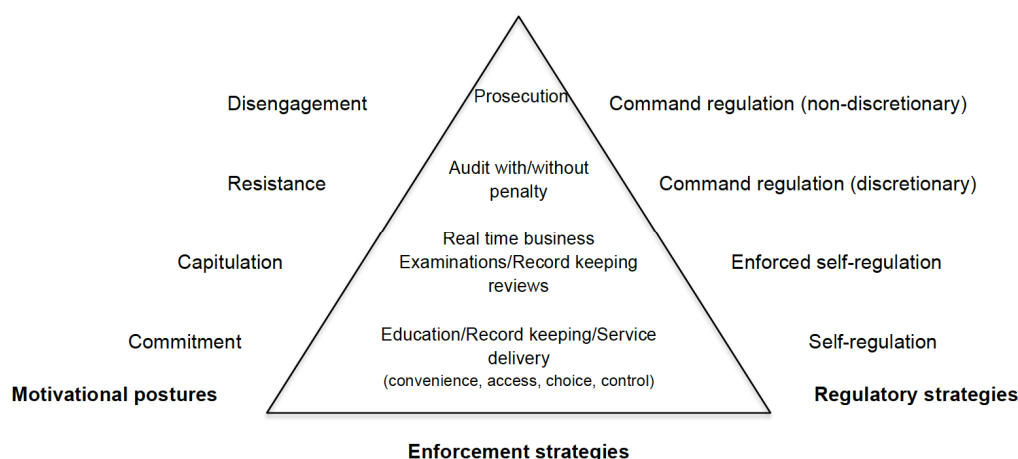 Disengagement
Prosecution
Command regulation (non-discretionary)
Resistance
Audit with/without
penalty
Command regulation (discretionary)
Capitulation
Real time business
Examinations/Record keeping
reviews
Enforced self-regulation
Commitment
Education/Record keeping/Service
delivery
(convenience, access, choice, control)
Self-regulation
Motivational postures
Regulatory strategies
Enforcement strategies